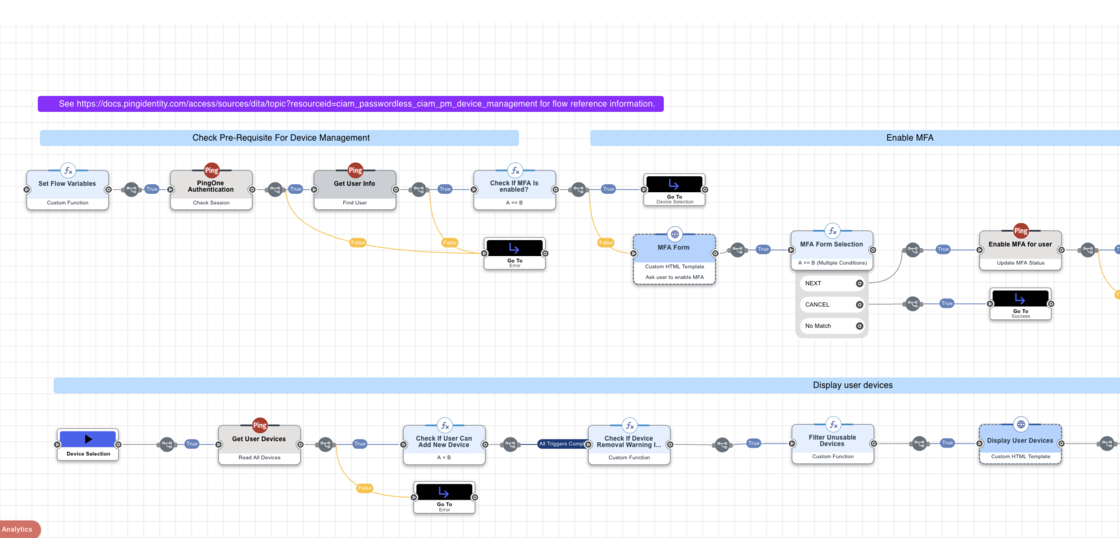 See https://docs.pingidentity.com/access/sources/dita/topic?resourceid=ciam_passwordless_ciam_pm_device_management for flow reference information.
Check Pre-Requisite For Device Management
Enable MFA
Set Flow Variables
Custom Function
True
Ping
PingOne
Authentication
Check Session
True
Ping
Get User Info
Find User
True
Check If MFA Is
enabled?
A == B
True
Go To
Device Selection
False
False
Go To
Error
False
MFA Form
Custom HTML Template
Ask user to enable MFA
True
MFA Form Selection
A == B (Multiple Conditions)
NEXT
CANCEL
No Match
True
Ping
Enable MFA for user
Update MFA Status
True
Go To
Success
Display user devices
Device Selection
True
Ping
Get User Devices
Read All Devices
True
Check If User Can
Add New Device
A < B
All Triggers Comp
Check If Device
Removal Warning I...
Custom Function
True
Filter Unusable
Devices
Custom Function
True
Display User Devices
Custom HTML Template
False
Go To
Error
Analytics